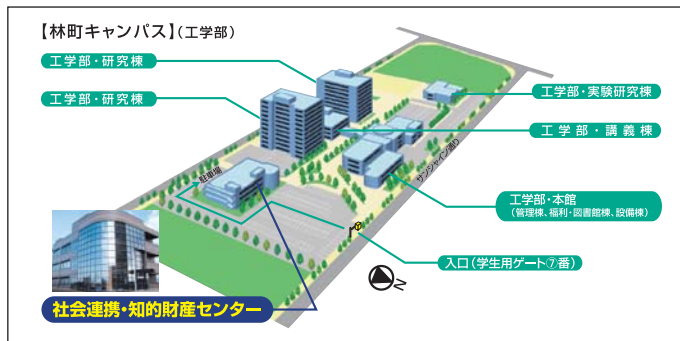 【林町キャンパス】(工学部)
工学部・研究棟
工学部・研究棟
工学部・実験研究棟
工学部・講義棟
サンシャイン通り
駐車場
工学部・本館
(管理棟、福利・図書館棟、設備棟)
入口(学生用ゲート⑦番)
N
社会連携・知的財産センター